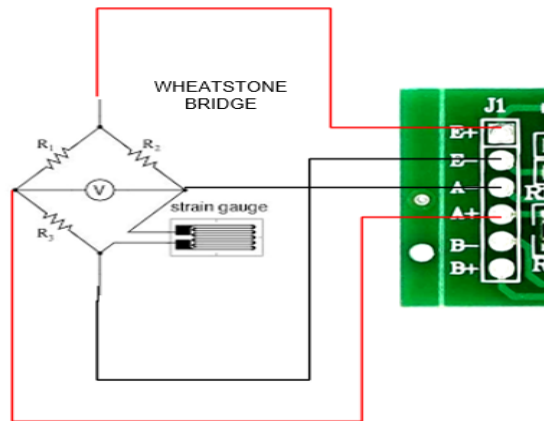 WHEATSTONE
BRIDGE
R1
R2
V
R3
strain gauge
J1
E+
E-
A-
A+
B-
B+
R
R